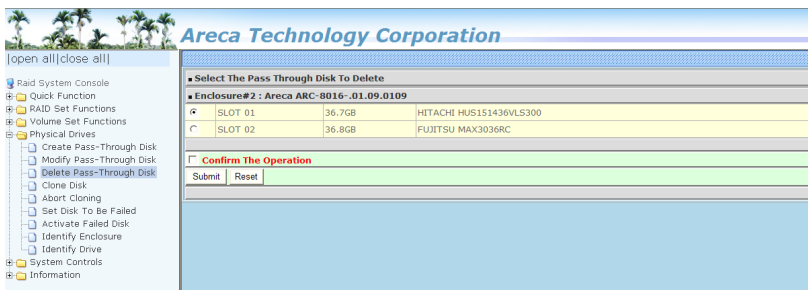 Areca Technology Corporation
|open all|close all|
Raid System Console
Quick Function
RAID Set Functions
Volume Set Functions
Physical Drives
Create Pass-Through Disk
Modify Pass-Through Disk
Delete Pass-Through Disk
Clone Disk
Abort Cloning
Set Disk To Be Failed
Activate Failed Disk
Identify Enclosure
Identify Drive
System Controls
Information
Select The Pass Through Disk To Delete
Enclosure#2 : Areca ARC-8016-.01.09.0109
SLOT 01 36.7GB HITACHI HUS151436VLS300
SLOT 02 36.8GB FUJITSU MAX3036RC
Confirm The Operation
Submit Reset